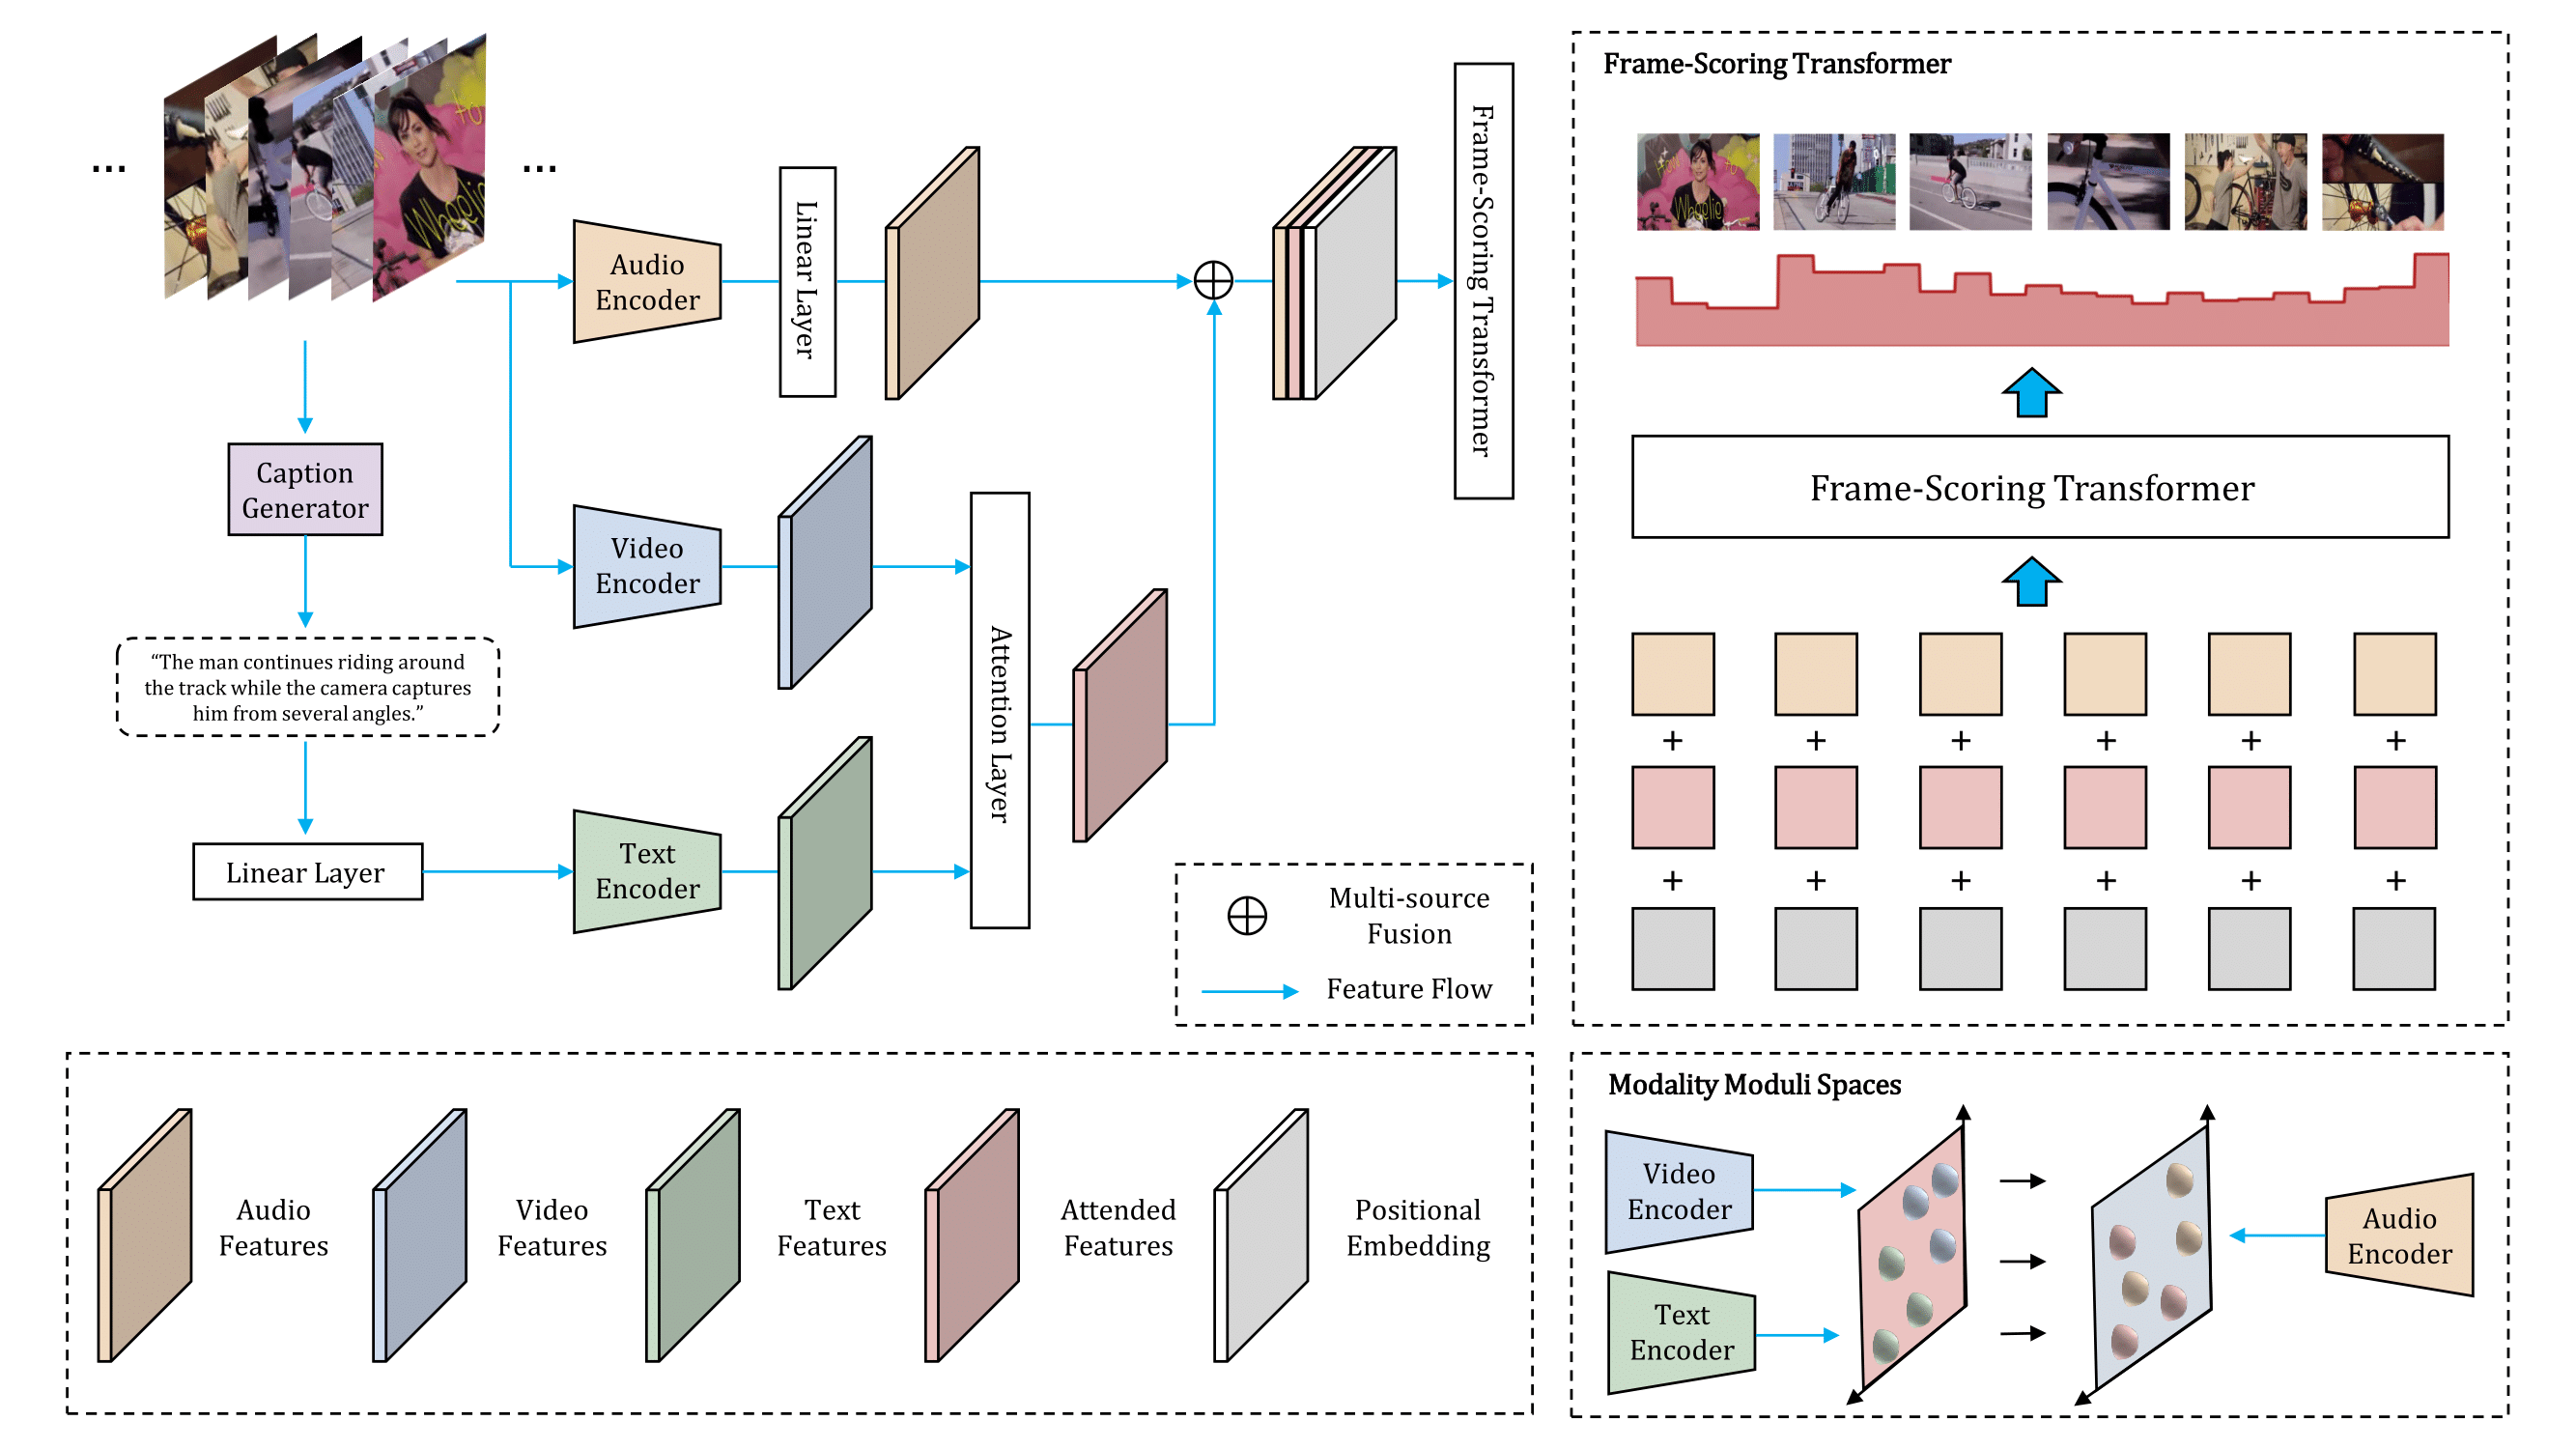 ...
...
Wheelie
Audio
Encoder
Linear Layer
Frame-Scoring Transformer
Caption
Generator
Video
Encoder
“The man continues riding around
the track while the camera captures
him from several angles.”
Attention Layer
Linear Layer
Text
Encoder
Multi-source
Fusion
Feature Flow
Audio
Features
Video
Features
Text
Features
Attended
Features
Positional
Embedding
Frame-Scoring Transformer
Wheelie
Frame-Scoring Transformer
+ + + + + +
+ + + + + +
Modality Moduli Spaces
Video
Encoder
Text
Encoder
Audio
Encoder